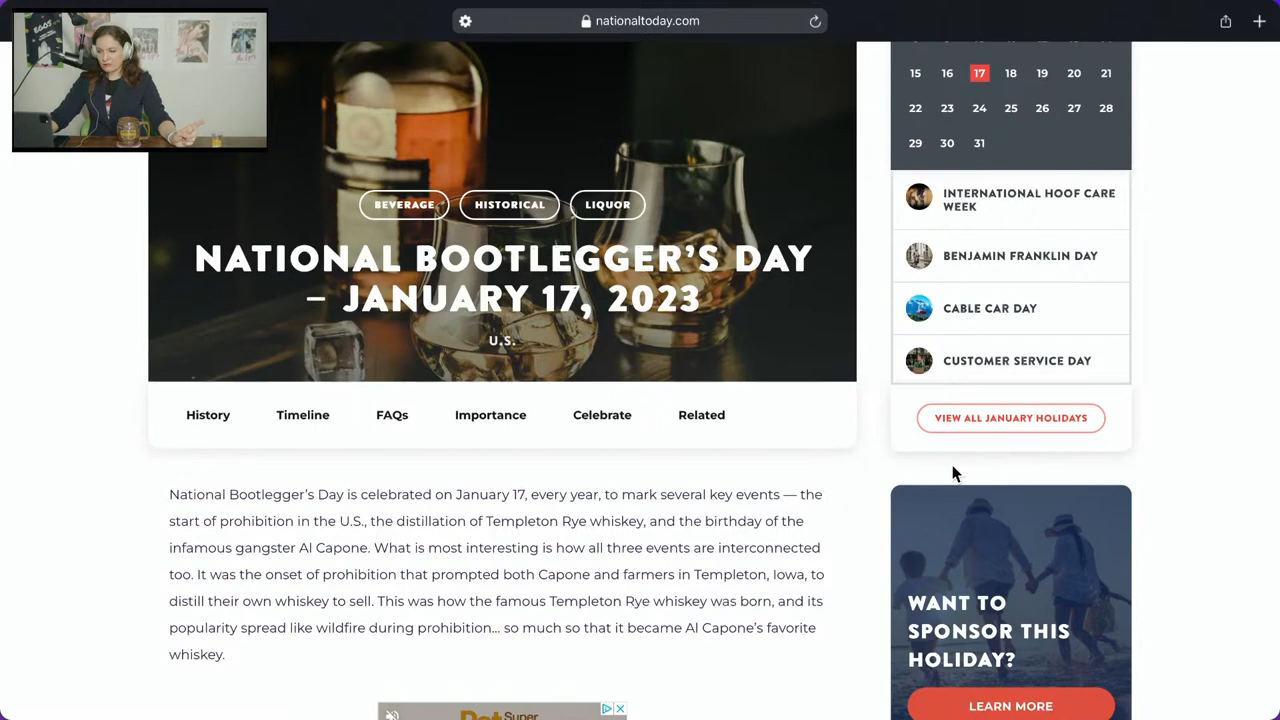 nationaltoday.com
BEVERAGE
HISTORICAL
LIQUOR
NATIONAL BOOTLEGGER'S DAY
– JANUARY 17, 2023
U.S.
History
Timeline
FAQs
Importance
Celebrate
Related
National Bootlegger's Day is celebrated on January 17, every year, to mark several key events — the
start of prohibition in the U.S., the distillation of Templeton Rye whiskey, and the birthday of the
infamous gangster Al Capone. What is most interesting is how all three events are interconnected
too. It was the onset of prohibition that prompted both Capone and farmers in Templeton, Iowa, to
distill their own whiskey to sell. This was how the famous Templeton Rye whiskey was born, and its
popularity spread like wildfire during prohibition... so much so that it became Al Capone's favorite
whiskey.
15 16 17 18 19 20 21
22 23 24 25 26 27 28
29 30 31
INTERNATIONAL HOOF CARE
WEEK
BENJAMIN FRANKLIN DAY
CABLE CAR DAY
CUSTOMER SERVICE DAY
VIEW ALL JANUARY HOLIDAYS
WANT TO
SPONSOR THIS
HOLIDAY?
LEARN MORE